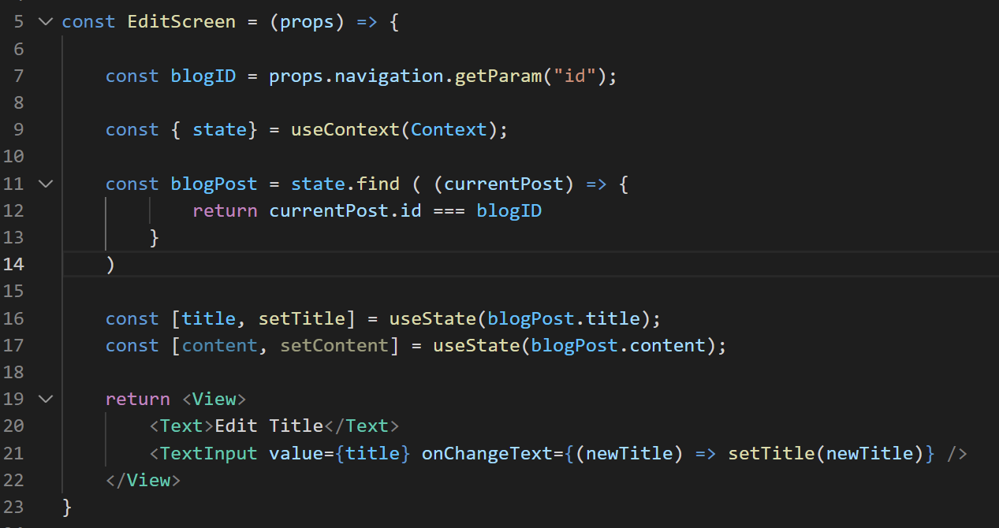 5 const EditScreen = (props) => {
6
7 const blogID = props.navigation.getParam("id");
8
9 const { state} = useContext(Context);
10
11 const blogPost = state.find ( (currentPost) => {
12 return currentPost.id === blogID
13 }
14 )
15
16 const [title, setTitle] = useState(blogPost.title);
17 const [content, setContent] = useState(blogPost.content);
18
19 return <View>
20 <Text>Edit Title</Text>
21 <TextInput value={title} onChangeText={(newTitle) => setTitle(newTitle)} />
22 </View>
23 }